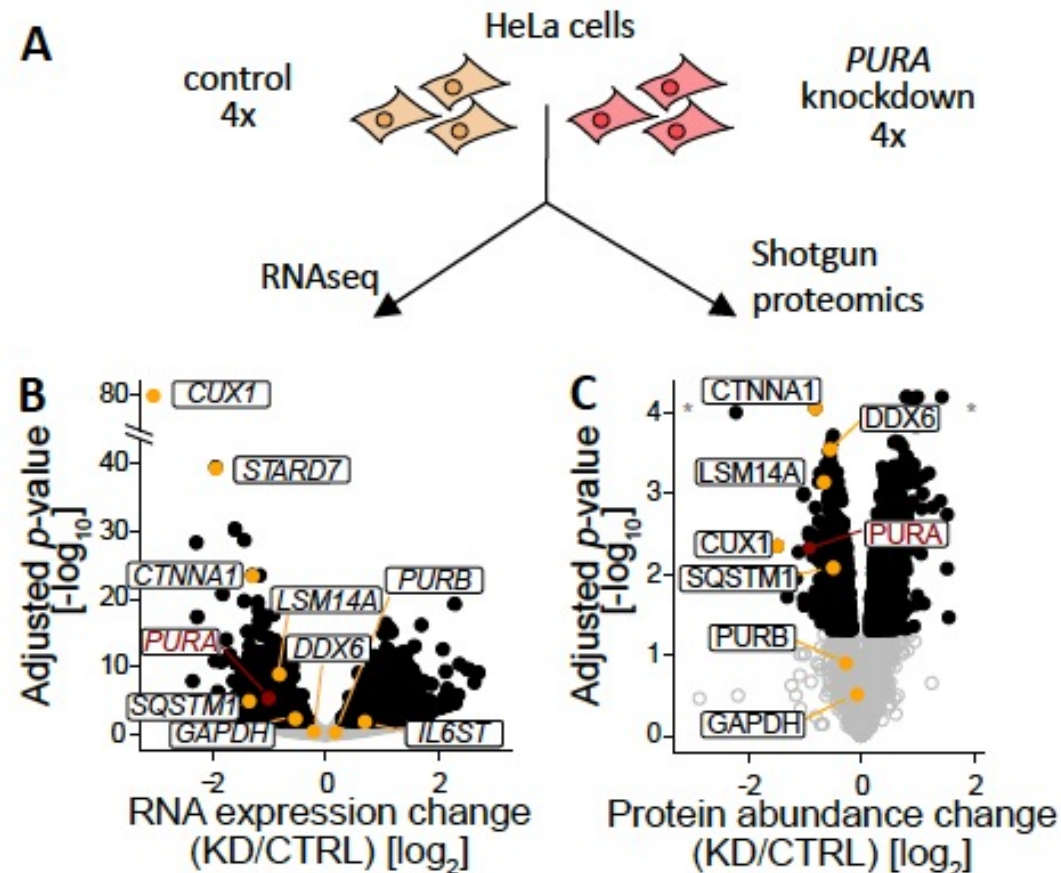 A
HeLa cells
control
4x
PURA
knockdown
4x
RNAseq
Shotgun
proteomics
B
Adjusted p-value
[-log10]
80
40
30
20
10
0
CUX1
STARD7
CTNNA1
PURB
LSM14A
PURA
DDX6
SQSTM1
GAPDH
IL6ST
−2
0
2
RNA expression change
(KD/CTRL) [log2]
C
Adjusted p-value
[-log10]
4
3
2
1
0
*
*
CTNNA1
DDX6
LSM14A
PURA
CUX1
SQSTM1
PURB
GAPDH
-2
0
2
Protein abundance change
(KD/CTRL) [log2]